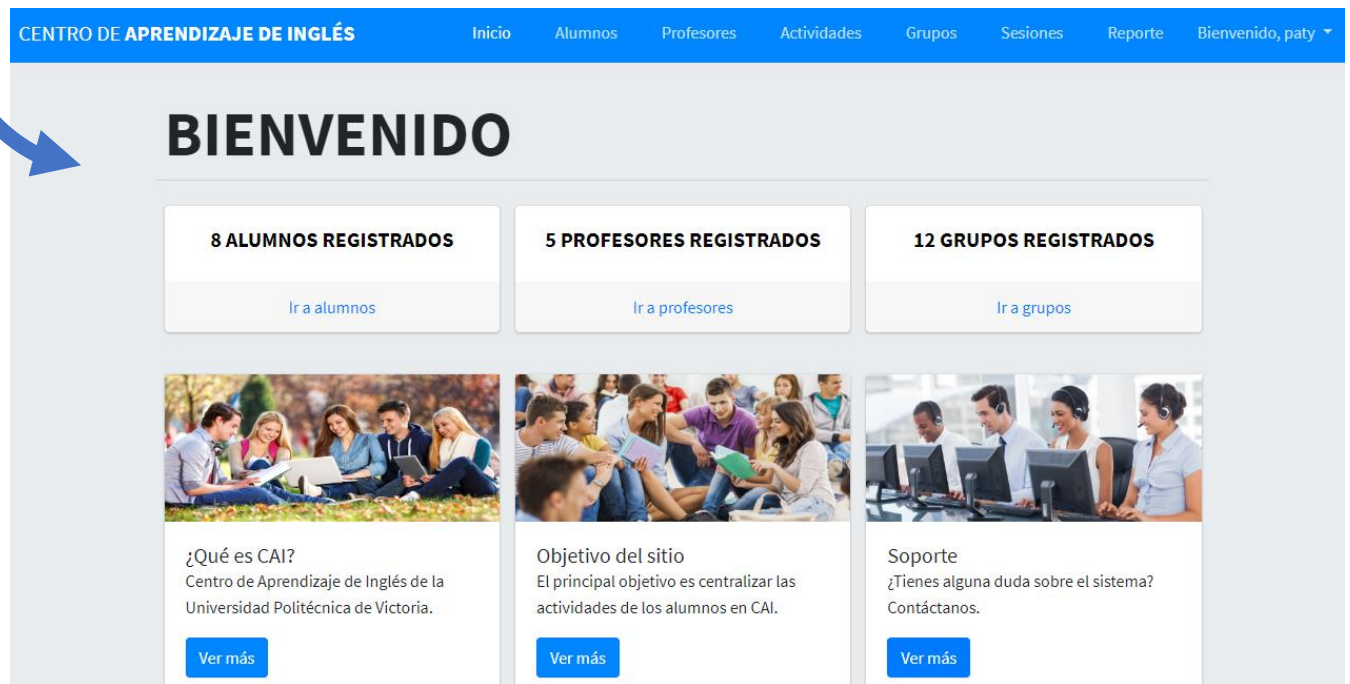 CENTRO DE APRENDIZAJE DE INGLÉS Inicio Alumnos Profesores Actividades Grupos Sesiones Reporte Bienvenido, paty
BIENVENIDO
8 ALUMNOS REGISTRADOS
Ir a alumnos
5 PROFESORES REGISTRADOS
Ir a profesores
12 GRUPOS REGISTRADOS
Ir a grupos
¿Qué es CAI?
Centro de Aprendizaje de Inglés de la
Universidad Politécnica de Victoria.
Ver más
Objetivo del sitio
El principal objetivo es centralizar las
actividades de los alumnos en CAI.
Ver más
Soporte
¿Tienes alguna duda sobre el sistema?
Contáctanos.
Ver más